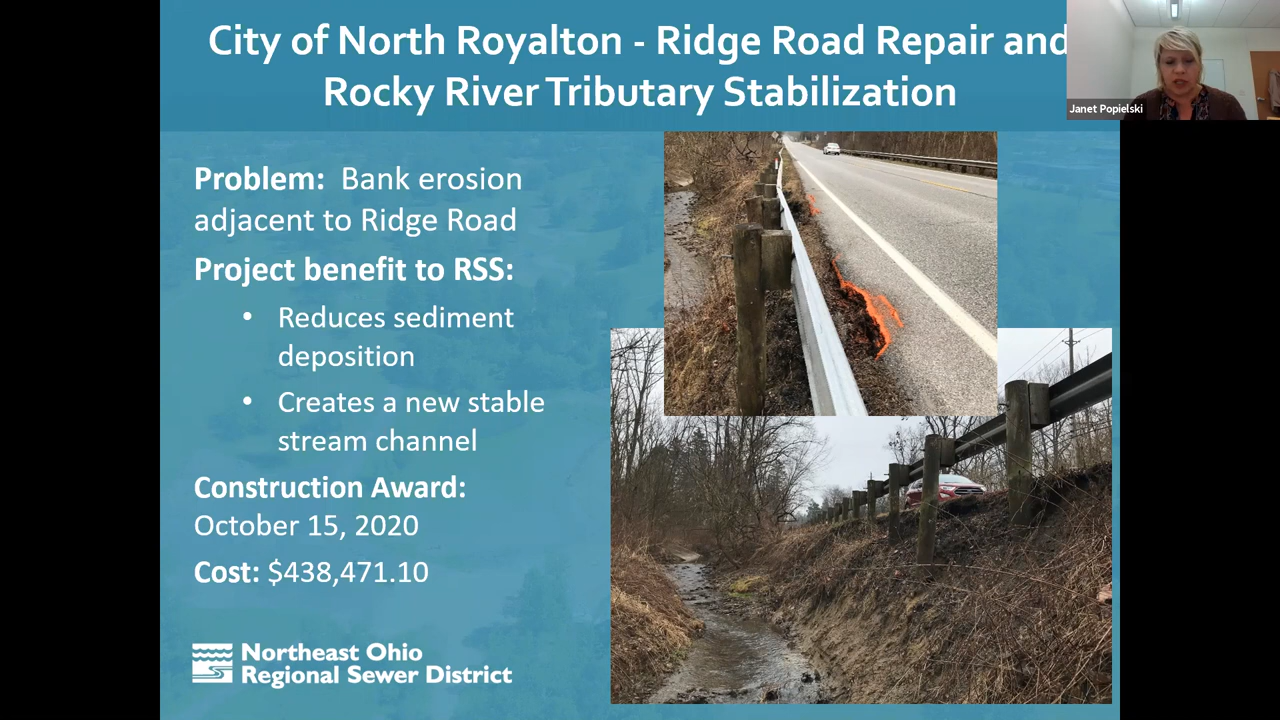 City of North Royalton - Ridge Road Repair and
Rocky River Tributary Stabilization
Janet Popielski
Problem: Bank erosion
adjacent to Ridge Road
Project benefit to RSS:
• Reduces sediment
deposition
• Creates a new stable
stream channel
Construction Award:
October 15, 2020
Cost: $438,471.10
Northeast Ohio
Regional Sewer District